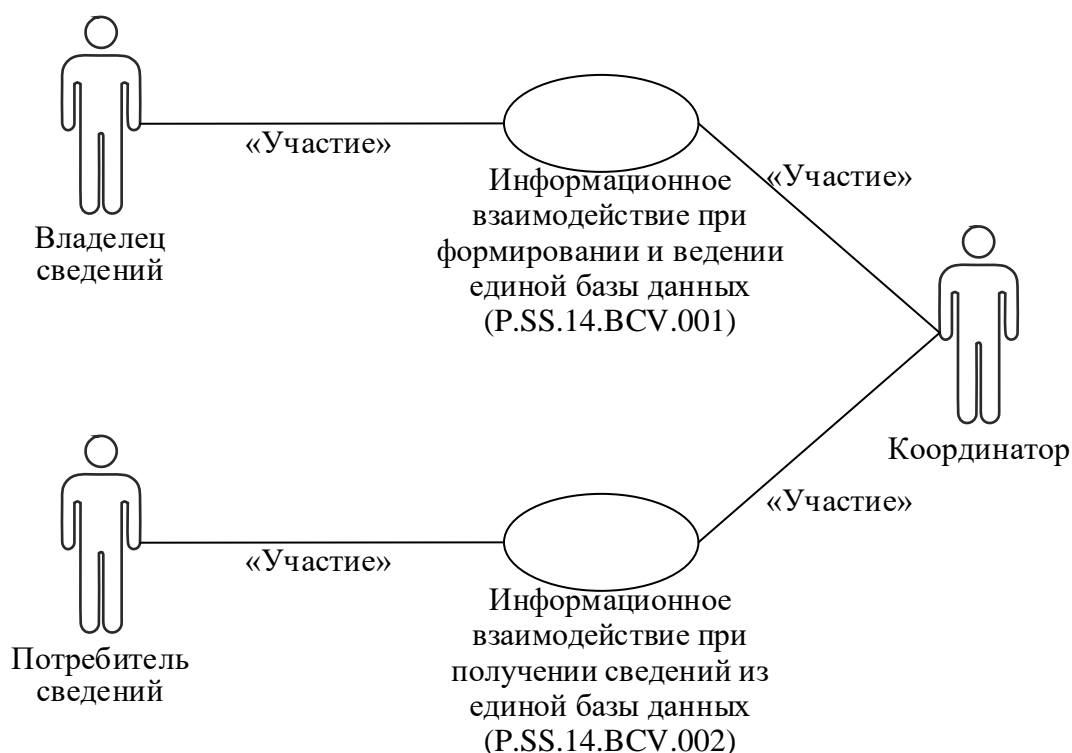 «Участие»
Информационное
взаимодействие при
формировании и ведении
единой базы данных
(P.SS.14.BCV.001)
«Участие»
Владелец
сведений
Координатор
«Участие»
«Участие»
Информационное
взаимодействие при
получении сведений из
единой базы данных
(P.SS.14.BCV.002)
Потребитель
сведений